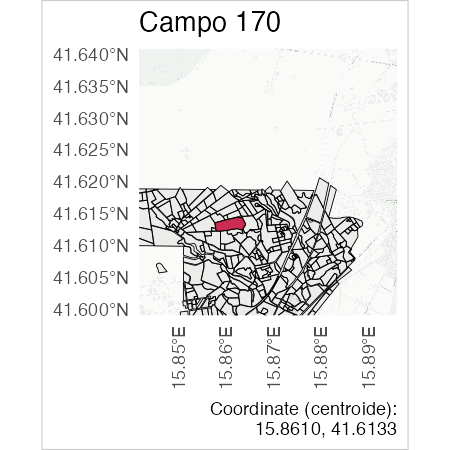 Campo 170
41.640°N
41.635°N
41.630°N
41.625°N
41.620°N
41.615°N
41.610°N
41.605°N
41.600°N
15.85°E
15.86°E
15.87°E
15.88°E
15.89°E
Coordinate (centroide):
15.8610, 41.6133